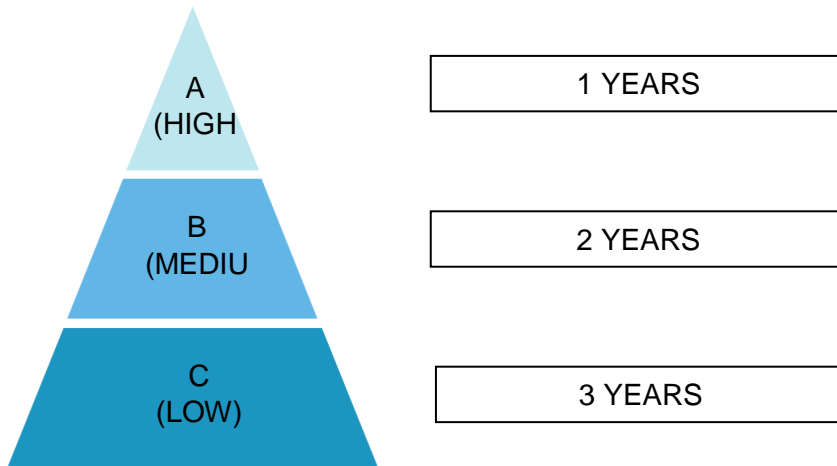 A
(HIGH
1 YEARS
B
(MEDIU
2 YEARS
C
(LOW)
3 YEARS